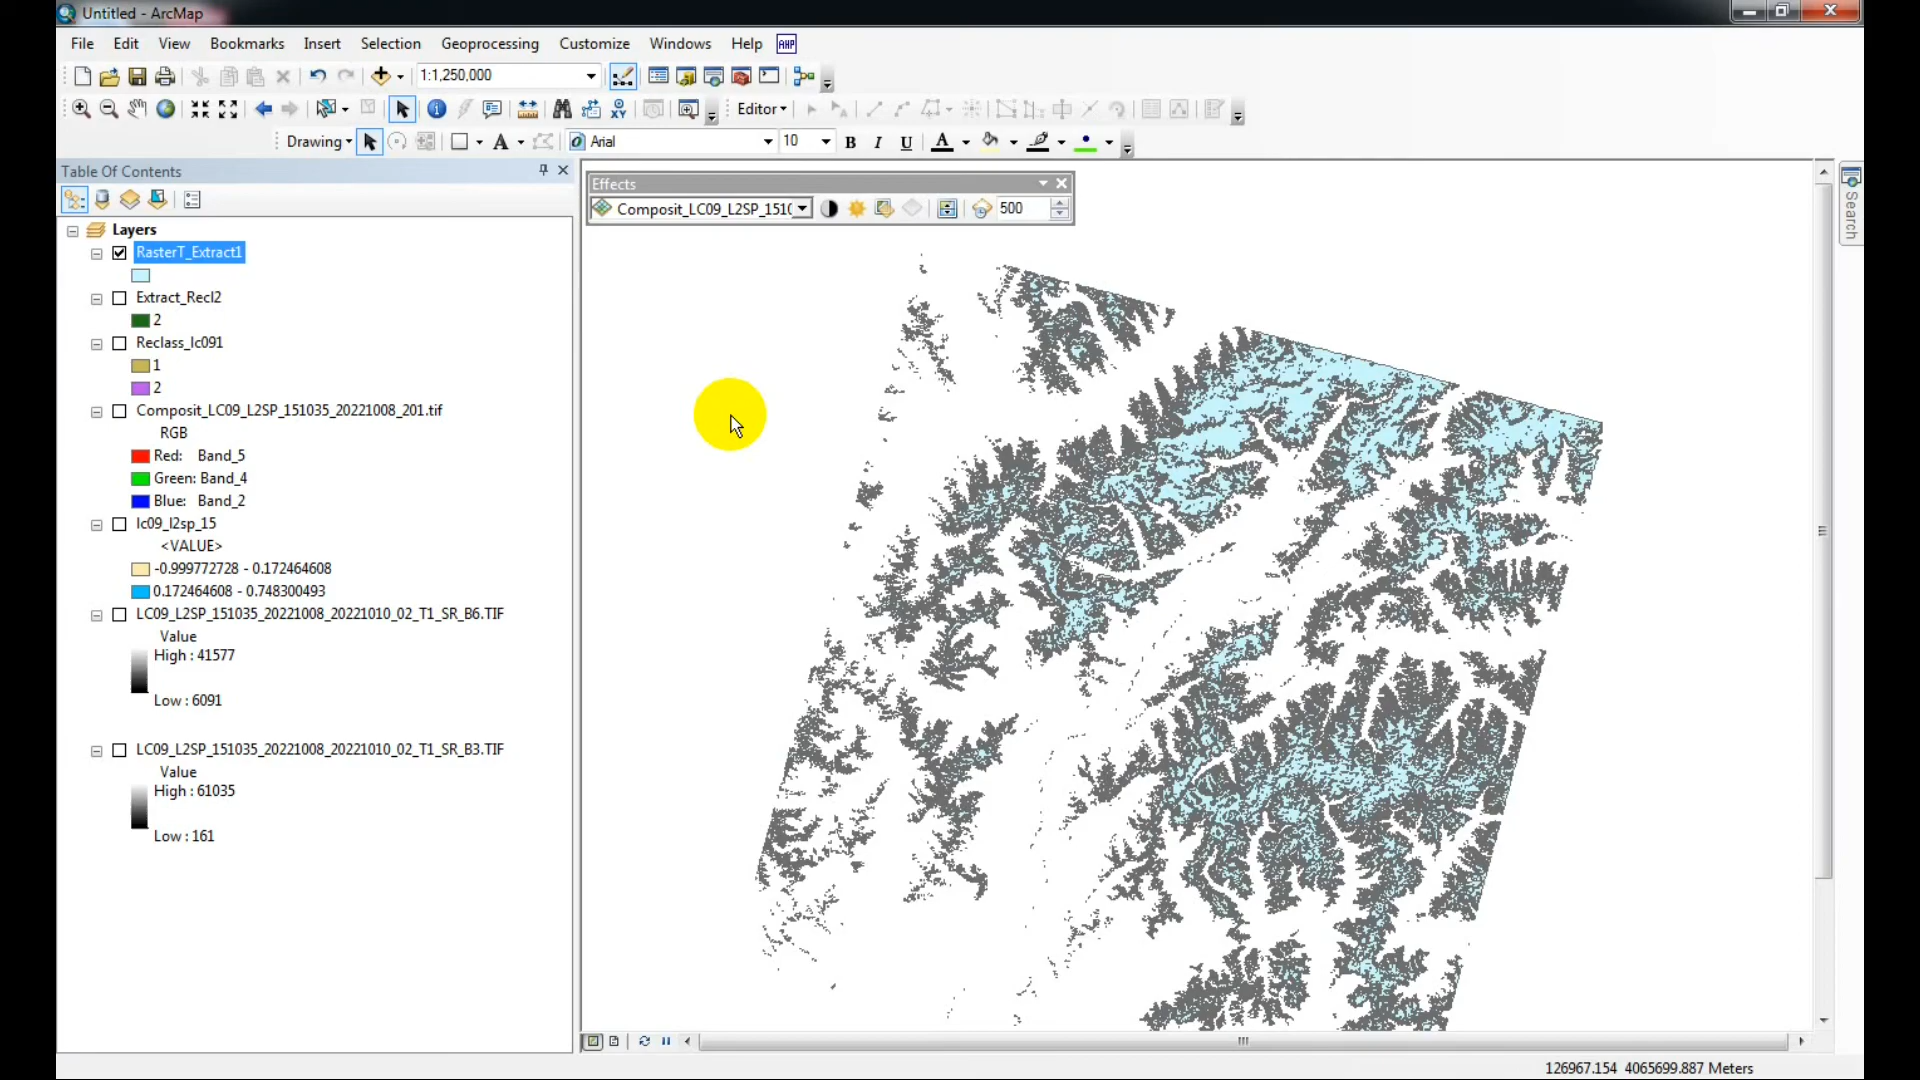 Untitled - ArcMap
File Edit View Bookmarks Insert Selection Geoprocessing Customize Windows Help AHP
1:1,250,000
Editor
Drawing Arial 10 B I U A
Table Of Contents
Layers
RasterT_Extract1
Extract_Recl2
2
Reclass_lc091
1
2
Composit_LC09_L2SP_151035_20221008_201.tif
RGB
Red: Band_5
Green: Band_4
Blue: Band_2
lc09_l2sp_15
<VALUE>
-0.999772728 - 0.172464608
0.172464608 - 0.748300493
LC09_L2SP_151035_20221008_20221010_02_T1_SR_B6.TIF
Value
High : 41577
Low : 6091
LC09_L2SP_151035_20221008_20221010_02_T1_SR_B3.TIF
Value
High : 61035
Low : 161
Effects
Composit_LC09_L2SP_1510 500
Search
126967.154 4065699.887 Meters